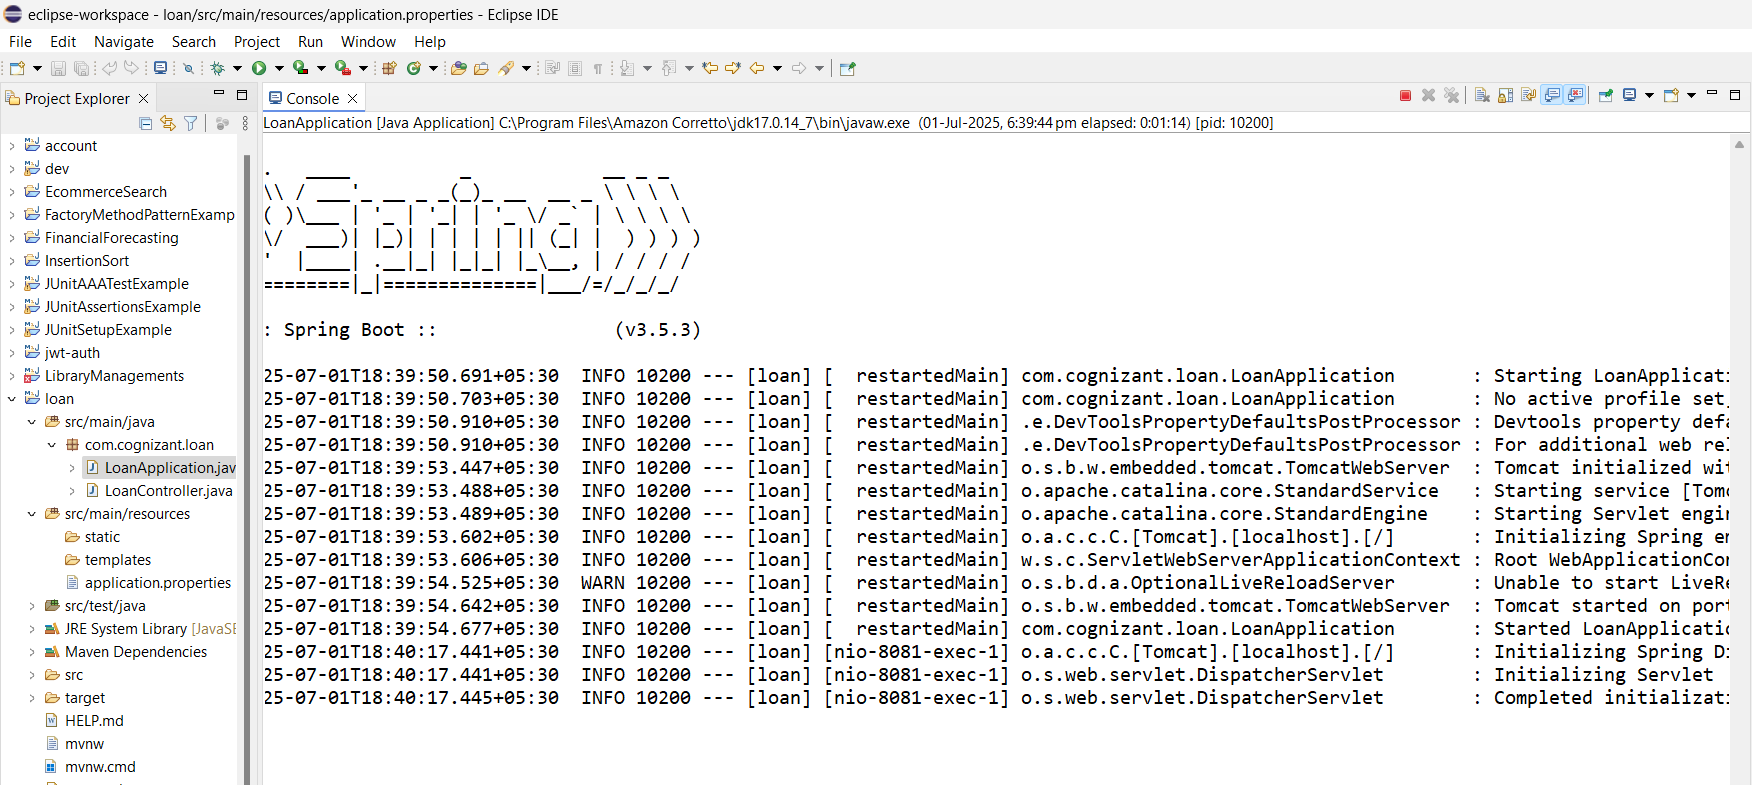 eclipse-workspace - loan/src/main/resources/application.properties - Eclipse IDE
File Edit Navigate Search Project Run Window Help
Project Explorer
Console
LoanApplication [Java Application] C:\Program Files\Amazon Corretto\jdk17.0.14_7\bin\javaw.exe (01-Jul-2025, 6:39:44 pm elapsed: 0:01:14) [pid: 10200]
account
dev
EcommerceSearch
FactoryMethodPatternExamp
FinancialForecasting
InsertionSort
JUnitAAATestExample
JUnitAssertionsExample
JUnitSetupExample
jwt-auth
LibraryManagements
loan
src/main/java
com.cognizant.loan
LoanApplication.jav
LoanController.java
src/main/resources
static
templates
application.properties
src/test/java
JRE System Library [JavaSE
Maven Dependencies
src
target
HELP.md
mvnw
mvnw.cmd
Spring
: Spring Boot :: (v3.5.3)
25-07-01T18:39:50.691+05:30 INFO 10200 --- [loan] [ restartedMain] com.cognizant.loan.LoanApplication : Starting LoanApplicati
25-07-01T18:39:50.703+05:30 INFO 10200 --- [loan] [ restartedMain] com.cognizant.loan.LoanApplication : No active profile set,
25-07-01T18:39:50.910+05:30 INFO 10200 --- [loan] [ restartedMain] .e.DevToolsPropertyDefaultsPostProcessor : Devtools property defa
25-07-01T18:39:50.910+05:30 INFO 10200 --- [loan] [ restartedMain] .e.DevToolsPropertyDefaultsPostProcessor : For additional web rel
25-07-01T18:39:53.447+05:30 INFO 10200 --- [loan] [ restartedMain] o.s.b.w.embedded.tomcat.TomcatWebServer : Tomcat initialized wit
25-07-01T18:39:53.488+05:30 INFO 10200 --- [loan] [ restartedMain] o.apache.catalina.core.StandardService : Starting service [Tomc
25-07-01T18:39:53.489+05:30 INFO 10200 --- [loan] [ restartedMain] o.apache.catalina.core.StandardEngine : Starting Servlet engin
25-07-01T18:39:53.602+05:30 INFO 10200 --- [loan] [ restartedMain] o.a.c.c.C.[Tomcat].[localhost].[/] : Initializing Spring em
25-07-01T18:39:53.606+05:30 INFO 10200 --- [loan] [ restartedMain] w.s.c.ServletWebServerApplicationContext : Root WebApplicationCon
25-07-01T18:39:54.525+05:30 WARN 10200 --- [loan] [ restartedMain] o.s.b.d.a.OptionalLiveReloadServer : Unable to start LiveRe
25-07-01T18:39:54.642+05:30 INFO 10200 --- [loan] [ restartedMain] o.s.b.w.embedded.tomcat.TomcatWebServer : Tomcat started on port
25-07-01T18:39:54.677+05:30 INFO 10200 --- [loan] [ restartedMain] com.cognizant.loan.LoanApplication : Started LoanApplicatio
25-07-01T18:40:17.441+05:30 INFO 10200 --- [loan] [nio-8081-exec-1] o.a.c.c.C.[Tomcat].[localhost].[/] : Initializing Spring Di
25-07-01T18:40:17.441+05:30 INFO 10200 --- [loan] [nio-8081-exec-1] o.s.web.servlet.DispatcherServlet : Initializing Servlet
25-07-01T18:40:17.445+05:30 INFO 10200 --- [loan] [nio-8081-exec-1] o.s.web.servlet.DispatcherServlet : Completed initializati